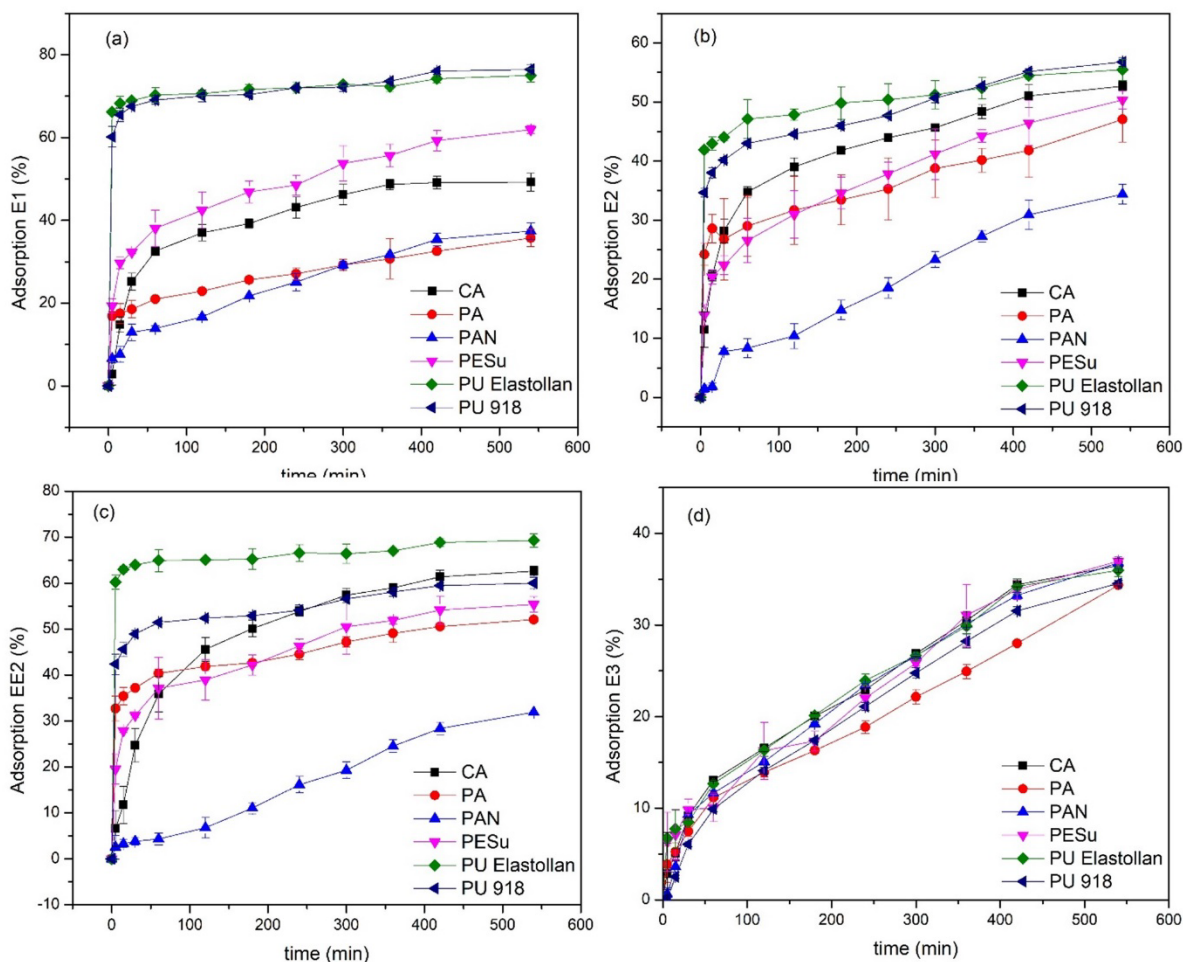 (a)
Adsorption E1 (%)
80
60
40
20
0
CA
PA
PAN
PESu
PU Elastollan
PU 918
0 100 200 300 400 500 600
time (min)
(b)
Adsorption E2 (%)
60
50
40
30
20
10
0
CA
PA
PAN
PESu
PU Elastollan
PU 918
0 100 200 300 400 500 600
time (min)
(c)
Adsorption EE2 (%)
80
70
60
50
40
30
20
10
0
-10
CA
PA
PAN
PESu
PU Elastollan
PU 918
0 100 200 300 400 500 600
time (min)
(d)
Adsorption E3 (%)
40
30
20
10
0
CA
PA
PAN
PESu
PU Elastollan
PU 918
0 100 200 300 400 500 600
time (min)